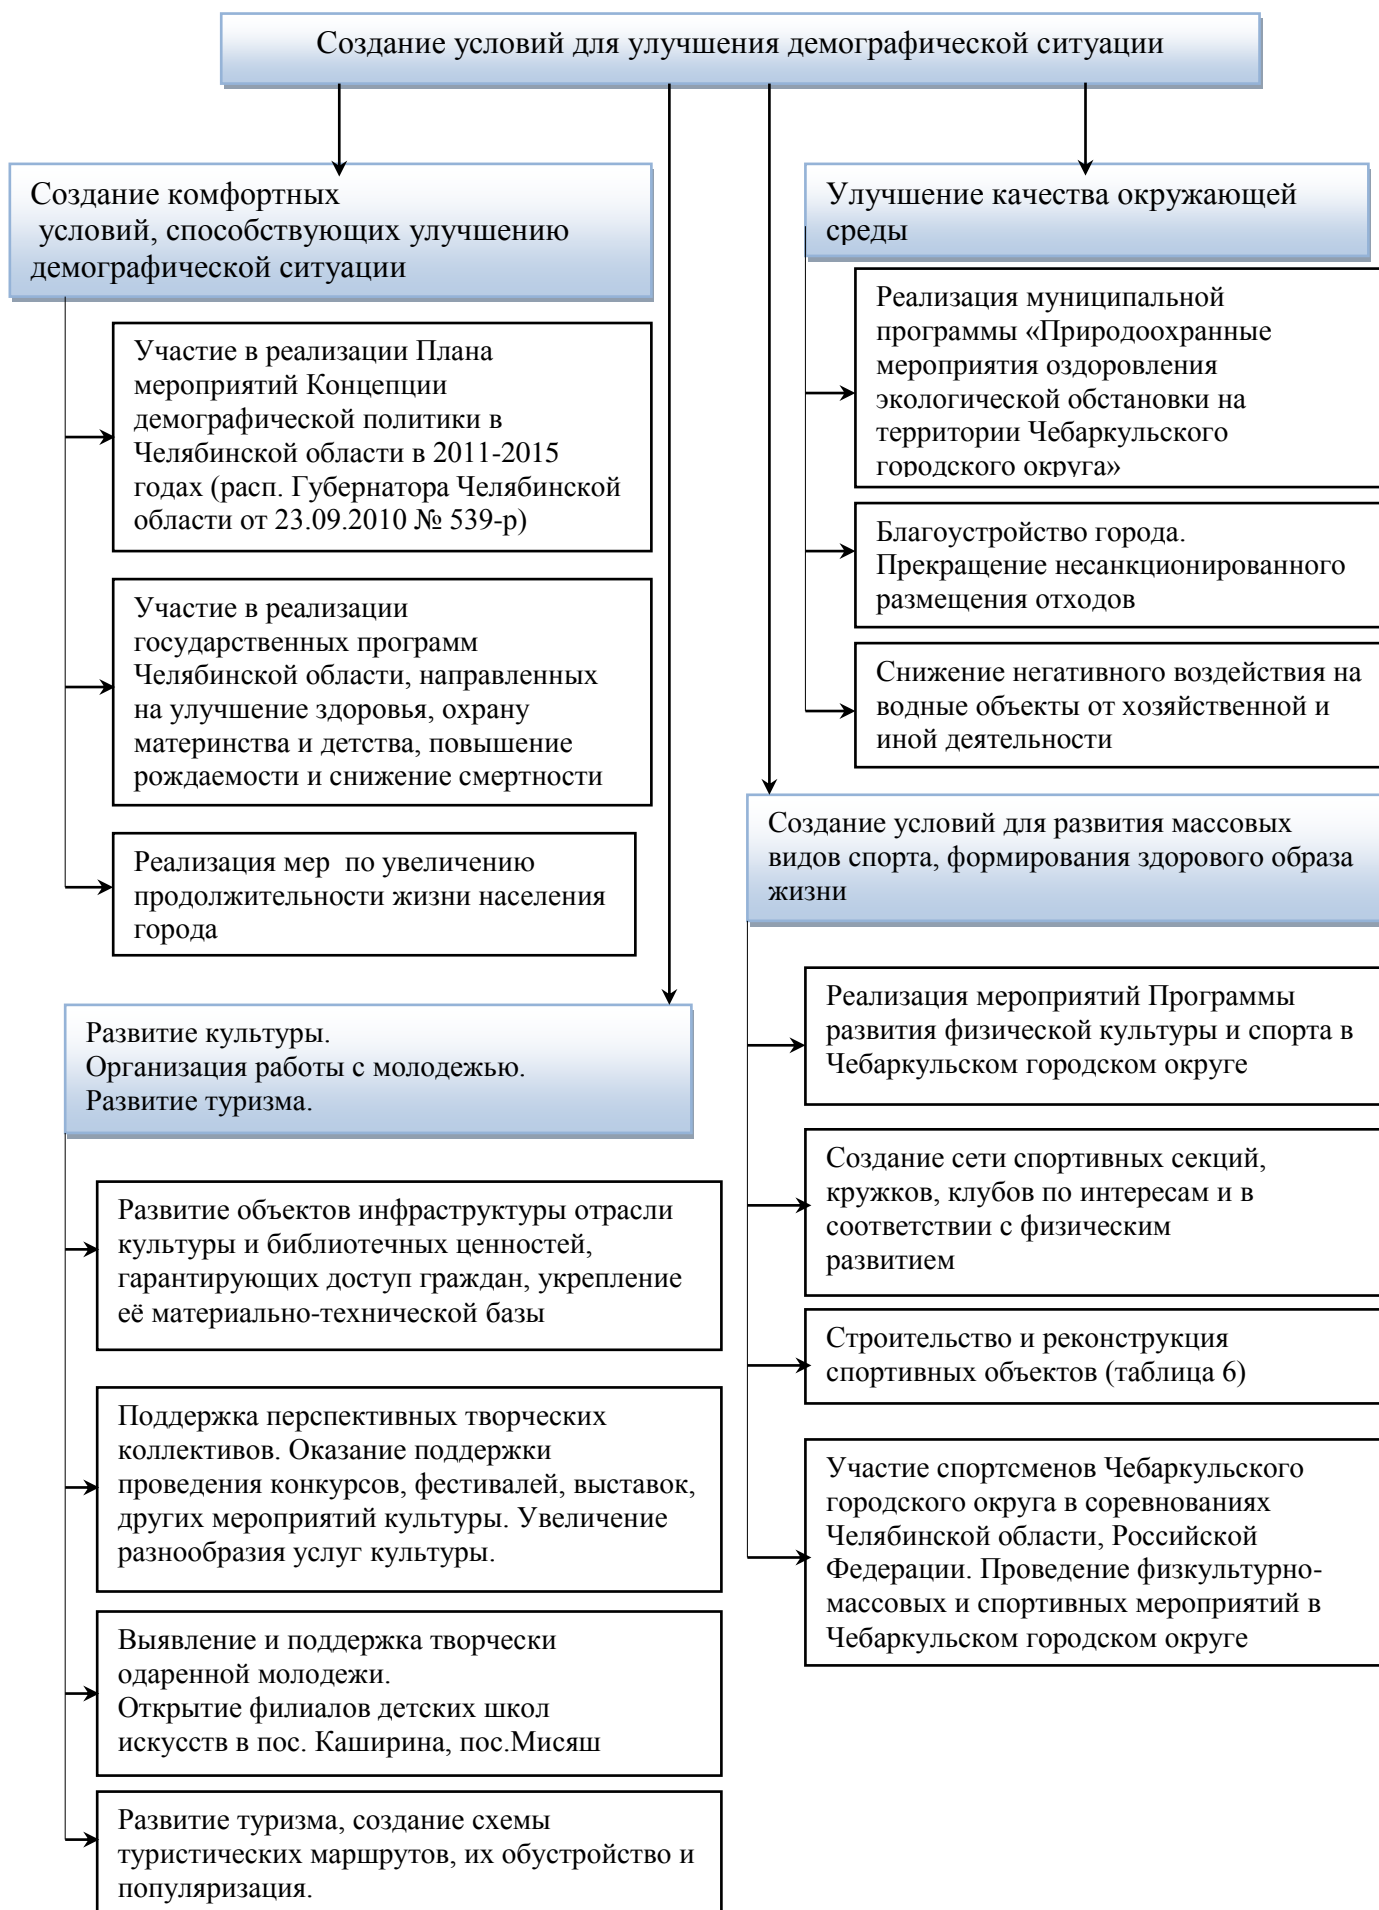 Создание условий для улучшения демографической ситуации
Создание комфортных
условий, способствующих улучшению
демографической ситуации
Участие в реализации Плана
мероприятий Концепции
демографической политики в
Челябинской области в 2011-2015
годах (расп. Губернатора Челябинской
области от 23.09.2010 № 539-р)
Участие в реализации
государственных программ
Челябинской области, направленных
на улучшение здоровья, охрану
материнства и детства, повышение
рождаемости и снижение смертности
Реализация мер по увеличению
продолжительности жизни населения
города
Улучшение качества окружающей
среды
Реализация муниципальной
программы «Природоохранные
мероприятия оздоровления
экологической обстановки на
территории Чебаркульского
городского округа»
Благоустройство города.
Прекращение несанкционированного
размещения отходов
Снижение негативного воздействия на
водные объекты от хозяйственной и
иной деятельности
Создание условий для развития массовых
видов спорта, формирования здорового образа
жизни
Реализация мероприятий Программы
развития физической культуры и спорта в
Чебаркульском городском округе
Создание сети спортивных секций,
кружков, клубов по интересам и в
соответствии с физическим
развитием
Строительство и реконструкция
спортивных объектов (таблица 6)
Участие спортсменов Чебаркульского
городского округа в соревнованиях
Челябинской области, Российской
Федерации. Проведение физкультурно-
массовых и спортивных мероприятий в
Чебаркульском городском округе
Развитие культуры.
Организация работы с молодежью.
Развитие туризма.
Развитие объектов инфраструктуры отрасли
культуры и библиотечных ценностей,
гарантирующих доступ граждан, укрепление
её материально-технической базы
Поддержка перспективных творческих
коллективов. Оказание поддержки
проведения конкурсов, фестивалей, выставок,
других мероприятий культуры. Увеличение
разнообразия услуг культуры.
Выявление и поддержка творчески
одаренной молодежи.
Открытие филиалов детских школ
искусств в пос. Каширина, пос.Мисяш
Развитие туризма, создание схемы
туристических маршрутов, их обустройство и
популяризация.